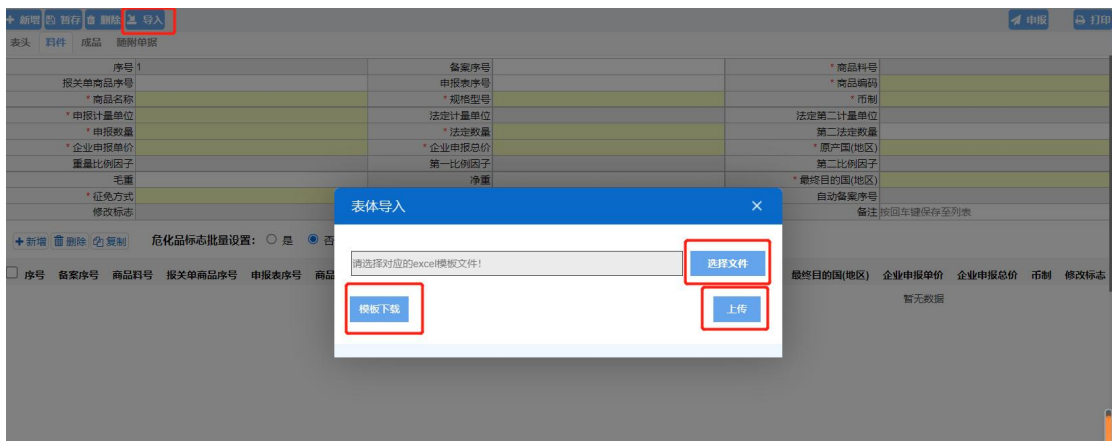 新增 暂存 删除 导入 申报 打印
表头 料件 成品 随附单据
序号 1 备案序号 * 商品料号
报关单商品序号 申报表序号 * 商品编码
* 商品名称 * 规格型号 * 币制
* 申报计量单位 法定计量单位 法定第二计量单位
* 申报数量 * 法定数量 第二法定数量
* 企业申报单价 * 企业申报总价 * 原产国(地区)
重量比例因子 第一比例因子 第二比例因子
毛重 净重 * 最终目的国(地区)
* 征免方式 自动备案序号
修改标志 备注 按回车键保存至列表
表体导入 ×
新增 删除 复制 危化品标志批量设置: 是 否
请选择对应的excel模板文件! 选择文件
序号 备案序号 商品料号 报关单商品序号 申报表序号 商品 最终目的国(地区) 企业申报单价 企业申报总价 币制 修改标志
暂无数据
模板下载 上传